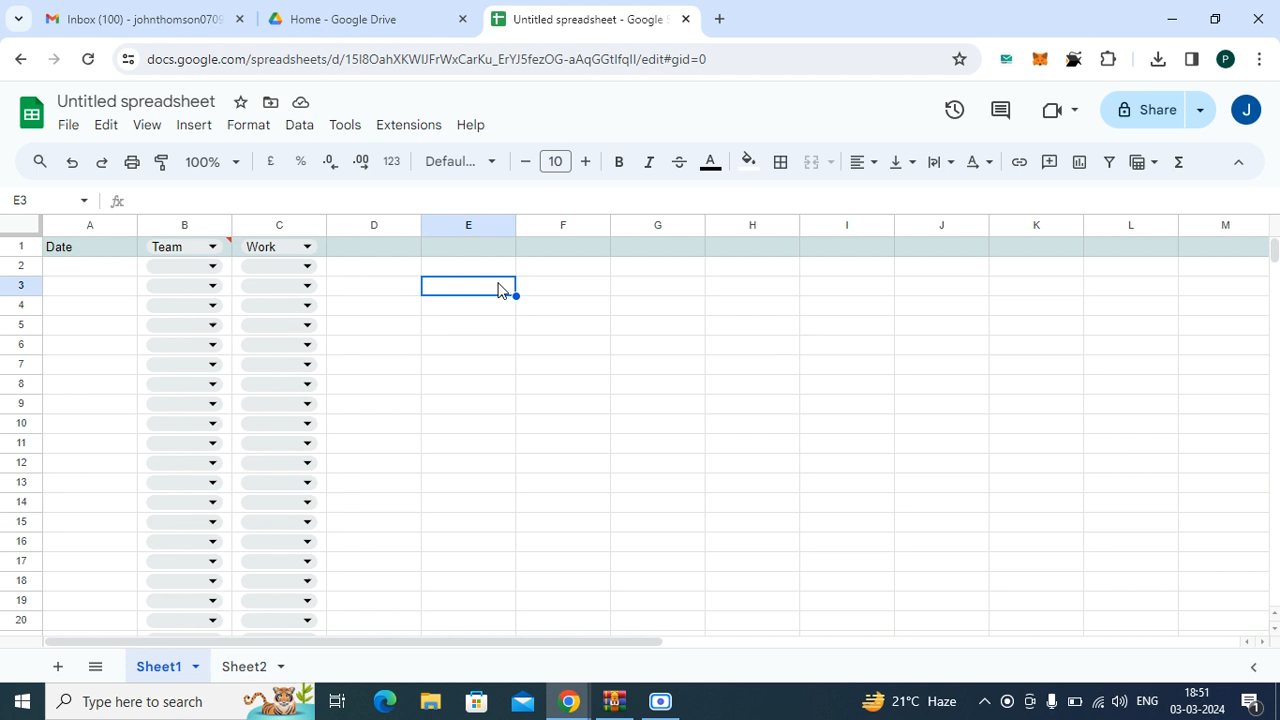 Inbox (100) - johnthomson0709
Home - Google Drive
Untitled spreadsheet - Google S
docs.google.com/spreadsheets/d/15I8OahXKWIJFrWxCarKu_ErYJ5fezOG-aAqGGtIfqII/edit#gid=0
P
Untitled spreadsheet
File Edit View Insert Format Data Tools Extensions Help
Share
J
100% £ % .0 .00 123 Defaul... − 10 + B I S A Σ
E3 fx
A B C D E F G H I J K L M
1 Date Team Work
2
3
4
5
6
7
8
9
10
11
12
13
14
15
16
17
18
19
20
+ Sheet1 Sheet2
Type here to search
21°C Haze
ENG
18:51
03-03-2024
1